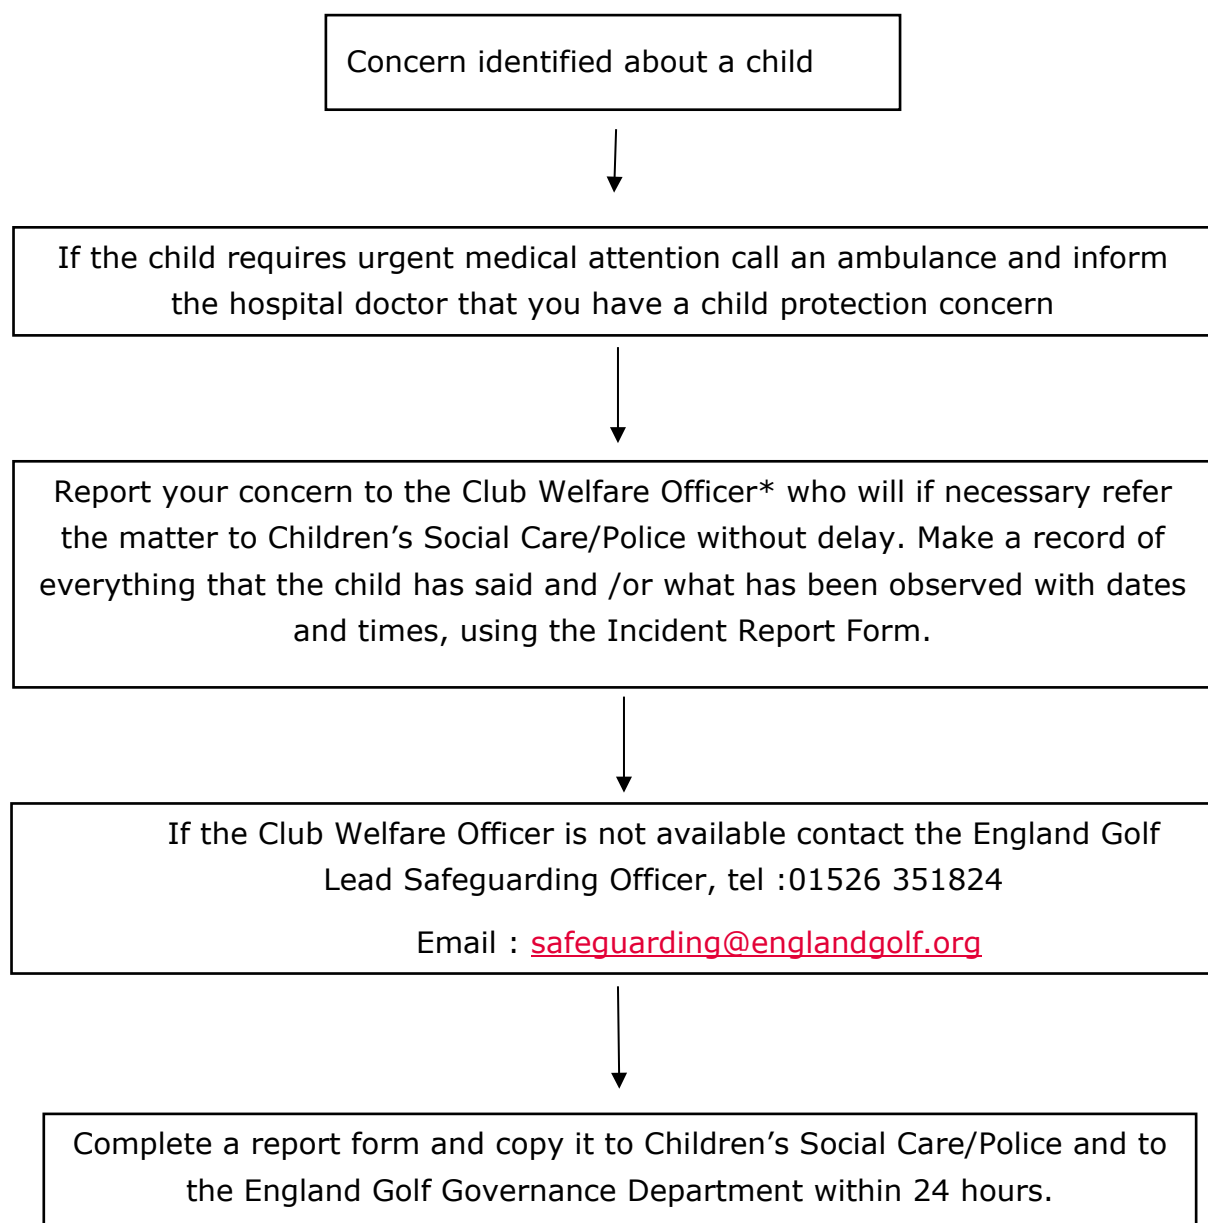 Concern identified about a child
If the child requires urgent medical attention call an ambulance and inform
the hospital doctor that you have a child protection concern
Report your concern to the Club Welfare Officer* who will if necessary refer
the matter to Children’s Social Care/Police without delay. Make a record of
everything that the child has said and /or what has been observed with dates
and times, using the Incident Report Form.
If the Club Welfare Officer is not available contact the England Golf
Lead Safeguarding Officer, tel :01526 351824
Email : safeguarding@englandgolf.org
Complete a report form and copy it to Children’s Social Care/Police and to
the England Golf Governance Department within 24 hours.